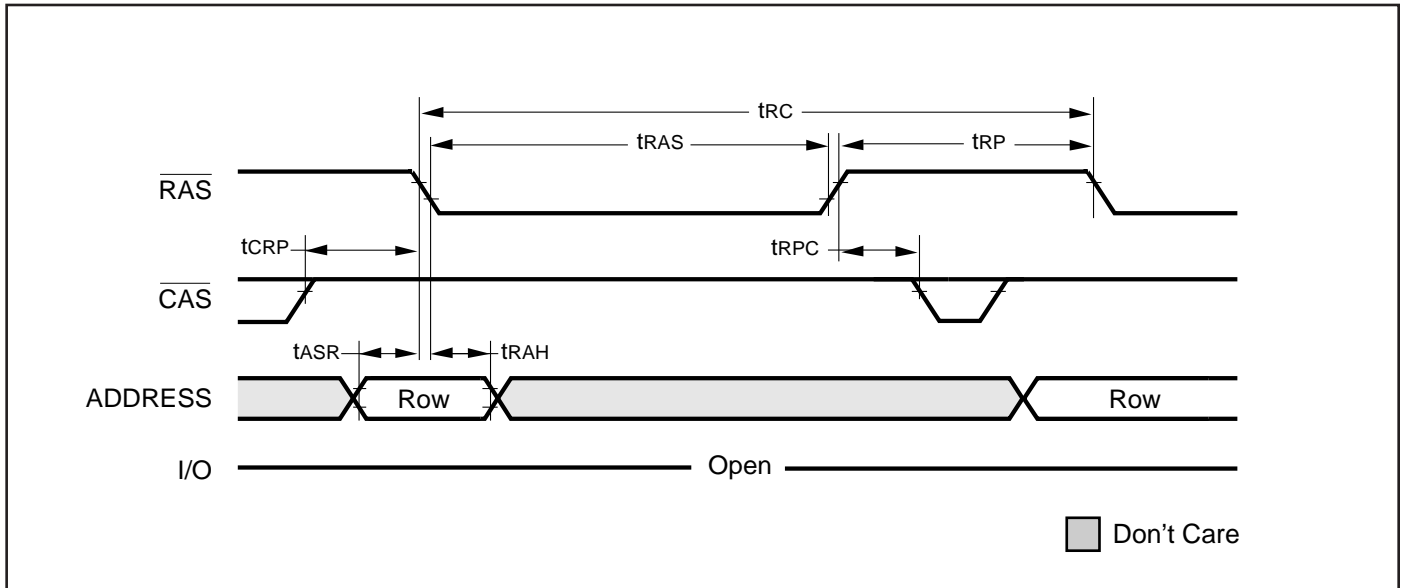 tRC
tRAS
tRP
RAS
tCRP
tRPC
CAS
tASR
tRAH
ADDRESS
Row
Row
I/O
Open
Don't Care